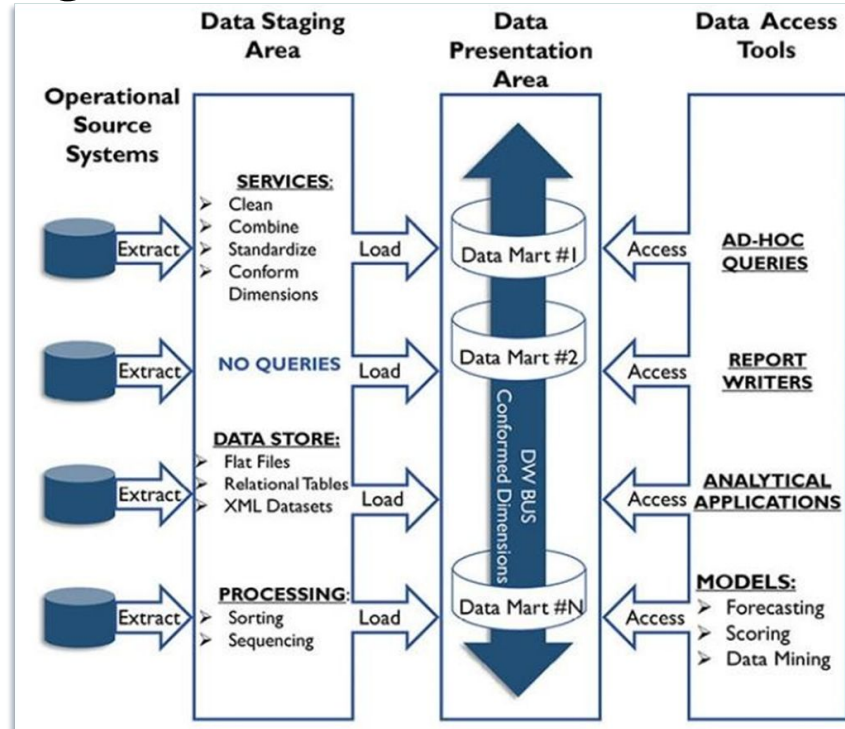 Data Staging
Area
Data
Presentation
Area
Data Access
Tools
Operational
Source
Systems
SERVICES:
➢ Clean
➢ Combine
➢ Standardize
➢ Conform
Dimensions
Extract
Load
Data Mart #1
Access
AD-HOC
QUERIES
Extract
NO QUERIES
Load
Data Mart #2
Access
REPORT
WRITERS
DATA STORE:
➢ Flat Files
➢ Relational Tables
➢ XML Datasets
Extract
Load
DW BUS
Conformed Dimensions
Access
ANALYTICAL
APPLICATIONS
PROCESSING:
➢ Sorting
➢ Sequencing
Extract
Load
Data Mart #N
Access
MODELS:
➢ Forecasting
➢ Scoring
➢ Data Mining